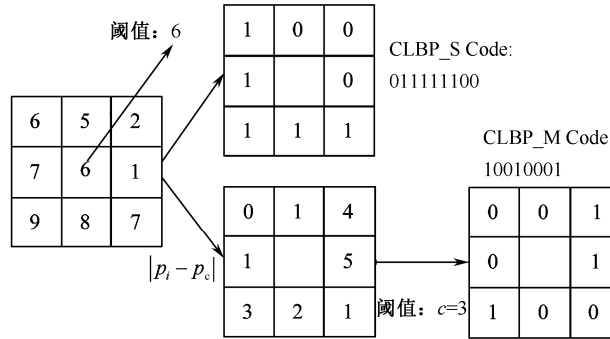 阈值：6
1 0 0
1 0
1 1 1
CLBP_S Code:
011111100
6 5 2
7 6 1
9 8 7
|p_i − p_c|
0 1 4
1 5
3 2 1
阈值：c=3
CLBP_M Code
10010001
0 0 1
0 1
1 0 0